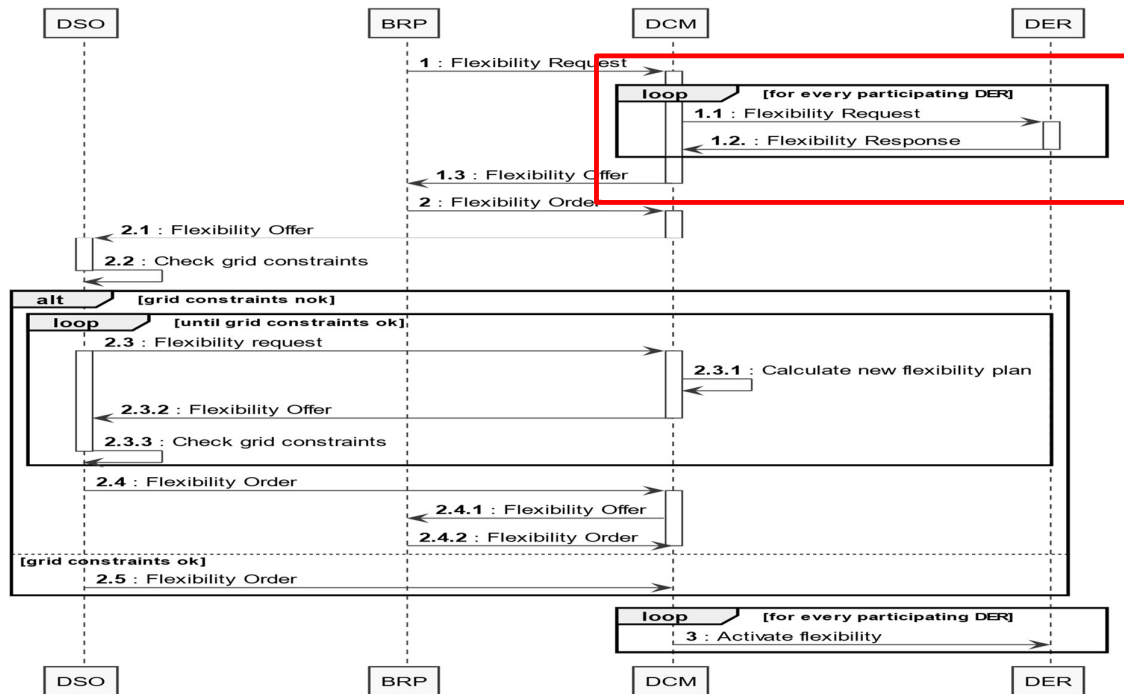 DSO BRP DCM DER
1 : Flexibility Request
loop [for every participating DER]
1.1 : Flexibility Request
1.2. : Flexibility Response
1.3 : Flexibility Offer
2 : Flexibility Order
2.1 : Flexibility Offer
2.2 : Check grid constraints
alt [grid constraints nok]
loop [until grid constraints ok]
2.3 : Flexibility request
2.3.1 : Calculate new flexibility plan
2.3.2 : Flexibility Offer
2.3.3 : Check grid constraints
2.4 : Flexibility Order
2.4.1 : Flexibility Offer
2.4.2 : Flexibility Order
[grid constraints ok]
2.5 : Flexibility Order
loop [for every participating DER]
3 : Activate flexibility
DSO BRP DCM DER